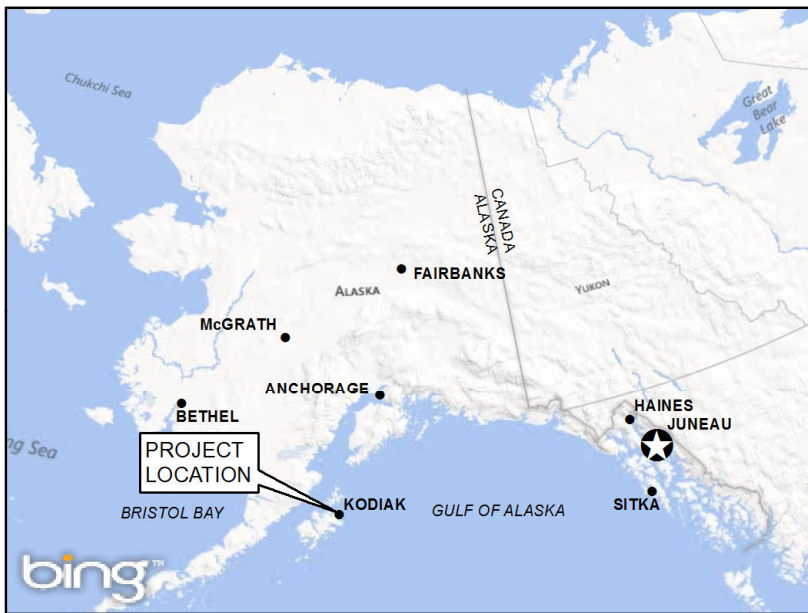 Chukchi Sea
Great
Bear
Lake
CANADA
ALASKA
FAIRBANKS
ALASKA
YUKON
McGRATH
ANCHORAGE
BETHEL
HAINES
JUNEAU
ng Sea
PROJECT
LOCATION
KODIAK
SITKA
BRISTOL BAY
GULF OF ALASKA
bing™